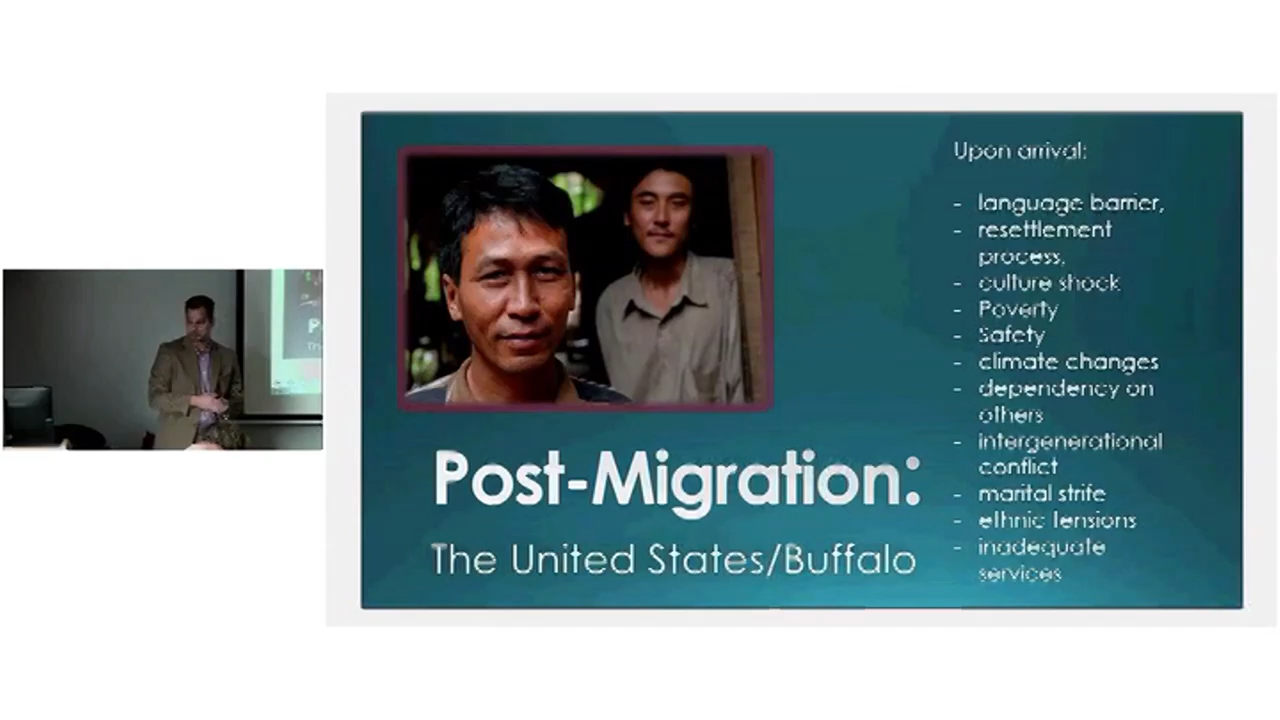 Post-Migration:
The United States/Buffalo
Upon arrival:
- language barrier,
- resettlement
process,
- culture shock
- Poverty
- Safety
- climate changes
- dependency on
others
- intergenerational
conflict
- marital strife
- ethnic tensions
- inadequate
services